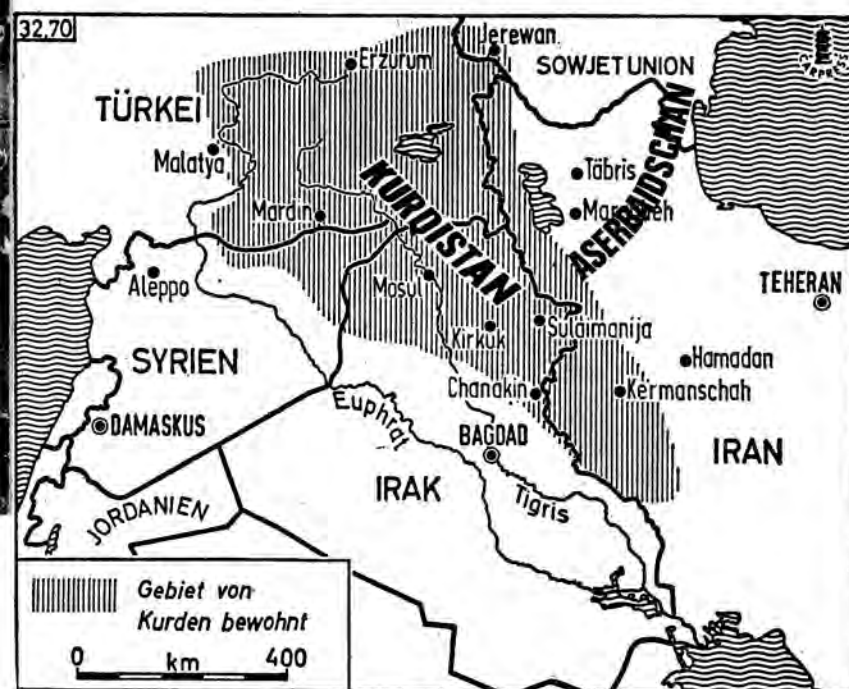 32,70
Jerewan
Erzurum
SOWJETUNION
TÜRKEI
ASERBAIDSCHAN
Malatya
Täbris
KURDISTAN
Mardin
Aleppo
Mosul
TEHERAN
Kirkuk
Sulaimanija
SYRIEN
Hamadan
Chanakin
Kermanschah
Euphrat
DAMASKUS
BAGDAD
IRAN
IRAK
Tigris
JORDANIEN
Gebiet von
Kurden bewohnt
0 km 400